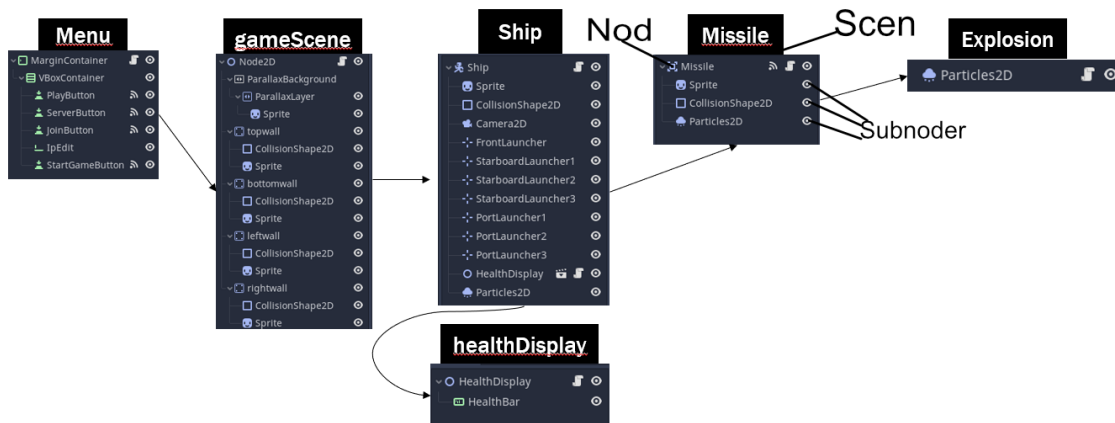 Menu
MarginContainer
VBoxContainer
PlayButton
ServerButton
JoinButton
IpEdit
StartGameButton
gameScene
Node2D
ParallaxBackground
ParallaxLayer
Sprite
topwall
CollisionShape2D
Sprite
bottomwall
CollisionShape2D
Sprite
leftwall
CollisionShape2D
Sprite
rightwall
CollisionShape2D
Sprite
Ship
Ship
Sprite
CollisionShape2D
Camera2D
FrontLauncher
StarboardLauncher1
StarboardLauncher2
StarboardLauncher3
PortLauncher1
PortLauncher2
PortLauncher3
HealthDisplay
Particles2D
healthDisplay
HealthDisplay
HealthBar
Nod
Missile
Scen
Missile
Sprite
CollisionShape2D
Particles2D
Subnoder
Explosion
Particles2D